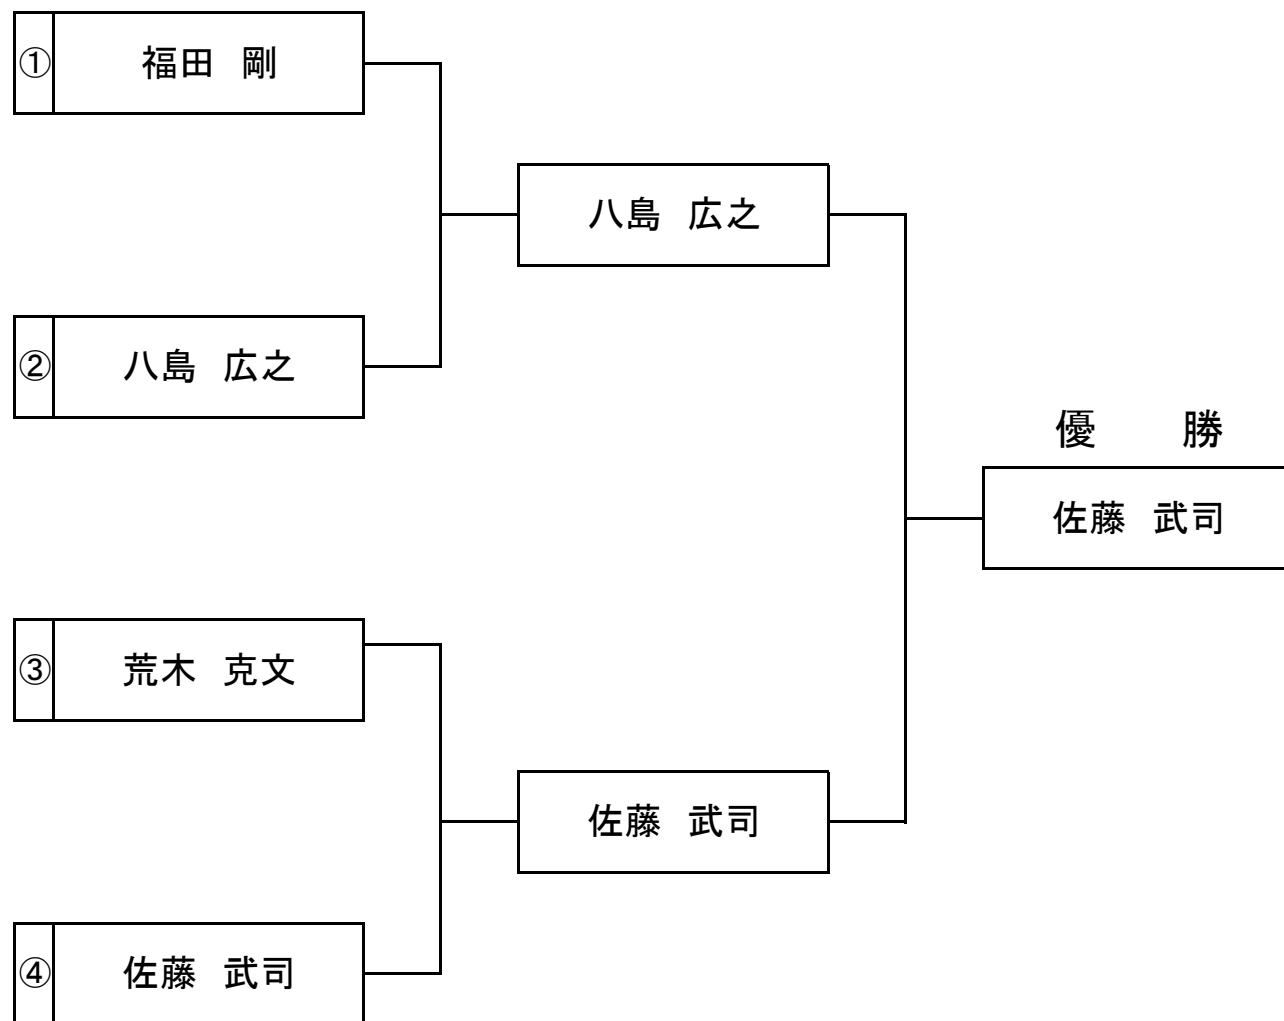 ① 福田　剛
八島　広之
② 八島　広之
優　勝
佐藤　武司
③ 荒木　克文
佐藤　武司
④ 佐藤　武司